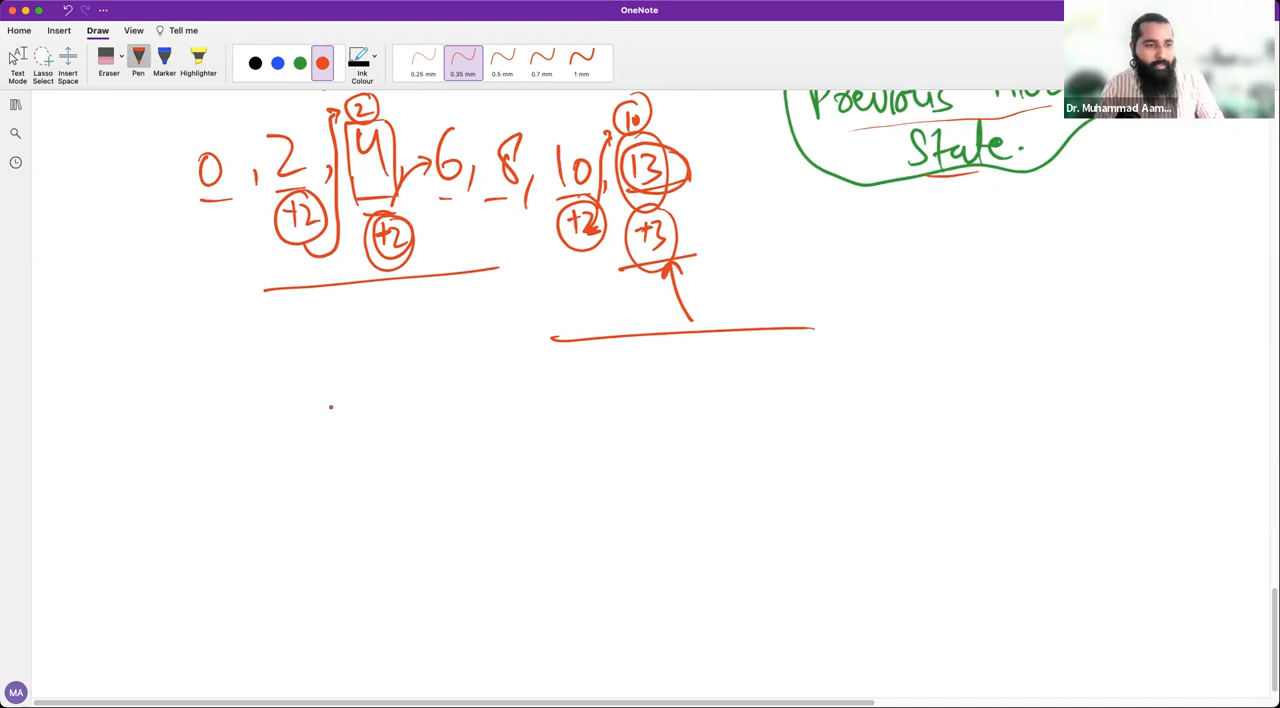 OneNote
Home Insert Draw View Tell me
Text Mode Lasso Select Insert Space Eraser Pen Marker Highlighter 0.25 mm 0.35 mm 0.5 mm 0.7 mm 1 mm Ink Colour
Dr. Muhammad Aam...
Previous
State.
2 10
0, 2, 4, 6, 8, 10, 13
+2 +2 +2 +3
MA